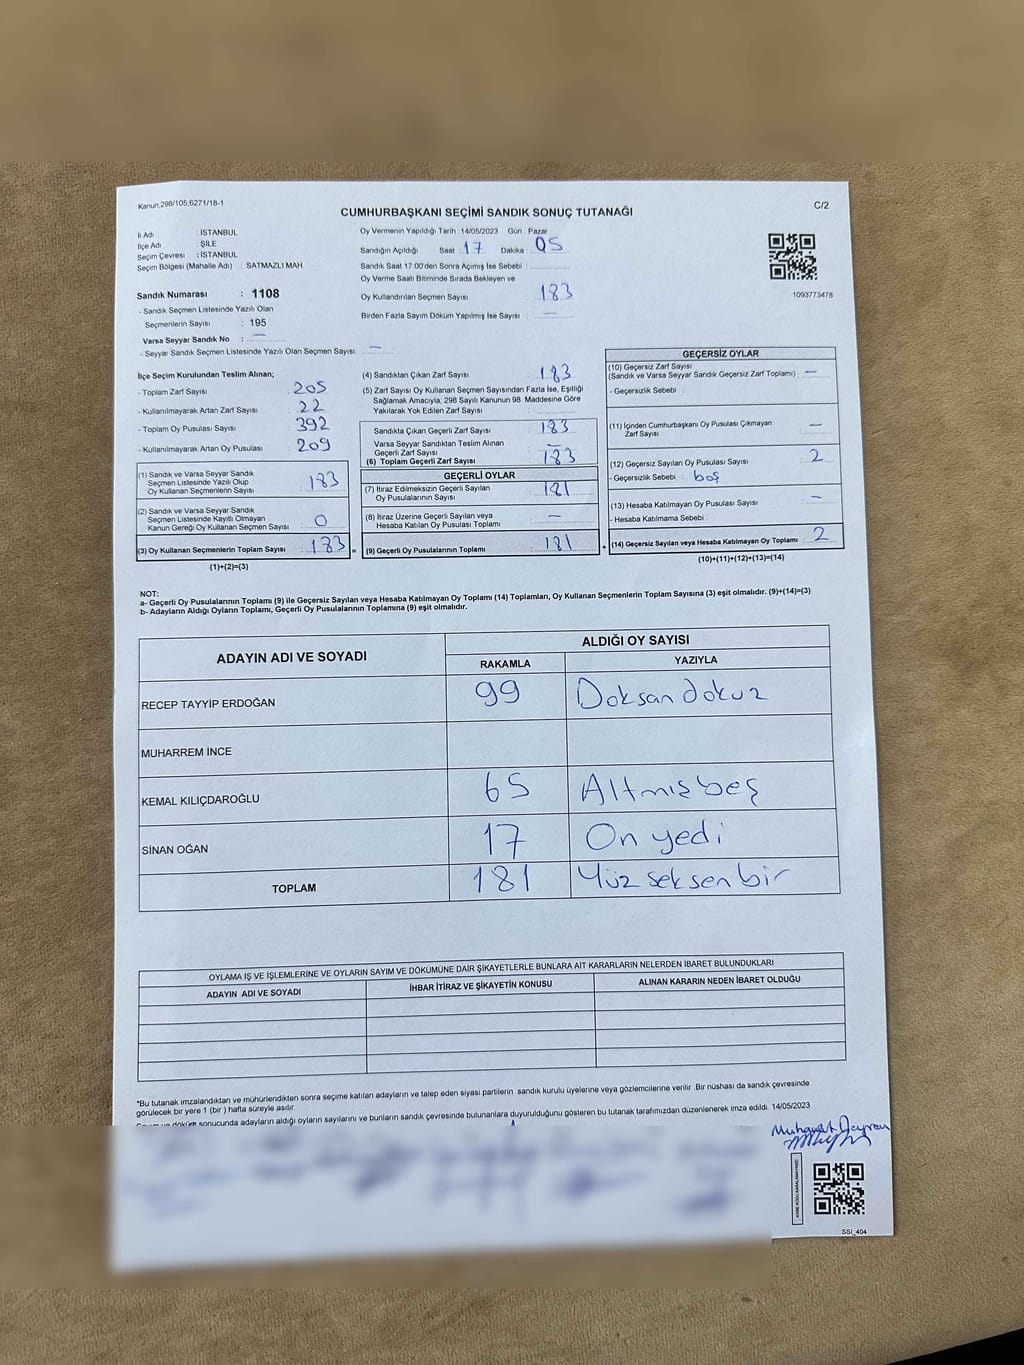 Kanun.298/105,6271/18-1
C/2
CUMHURBAŞKANI SEÇİMİ SANDIK SONUÇ TUTANAĞI
İl Adı : İSTANBUL
İlçe Adı : ŞİLE
Seçim Çevresi : İSTANBUL
Seçim Bölgesi (Mahalle Adı) : SATMAZLI MAH
Sandık Numarası : 1108
- Sandık Seçmen Listesinde Yazılı Olan
Seçmenlerin Sayısı : 195
Varsa Seyyar Sandık No : —
- Seyyar Sandık Seçmen Listesinde Yazılı Olan Seçmen Sayısı : —
Oy Vermenin Yapıldığı Tarih : 14/05/2023 Gün : Pazar
Sandığın Açıldığı Saat : 17 Dakika : 05
Sandık Saat 17:00'den Sonra Açımış İse Sebebi :
Oy Verme Saati Bitiminde Sırada Bekleyen ve
Oy Kullandırılan Seçmen Sayısı : 183
Birden Fazla Sayım Döküm Yapılmış İse Sayısı : —
1093773478
İlçe Seçim Kurulundan Teslim Alınan;
- Toplam Zarf Sayısı : 205
- Kullanılmayarak Artan Zarf Sayısı : 22
- Toplam Oy Pusulası Sayısı : 392
- Kullanılmayarak Artan Oy Pusulası : 209
(1) Sandık ve Varsa Seyyar Sandık
Seçmen Listesinde Yazılı Olup
Oy Kullanan Seçmenlerin Sayısı : 183
(2) Sandık ve Varsa Seyyar Sandık
Seçmen Listesinde Kayıtlı Olmayan
Kanun Gereği Oy Kullanan Seçmen Sayısı : 0
(3) Oy Kullanan Seçmenlerin Toplam Sayısı : 183 =
(1)+(2)=(3)
(4) Sandıktan Çıkan Zarf Sayısı : 183
(5) Zarf Sayısı Oy Kullanan Seçmen Sayısından Fazla İse, Eşitliği
Sağlamak Amacıyla, 298 Sayılı Kanunun 98. Maddesine Göre
Yakılarak Yok Edilen Zarf Sayısı :
Sandıkta Çıkan Geçerli Zarf Sayısı : 183
Varsa Seyyar Sandıktan Teslim Alınan
Geçerli Zarf Sayısı : —
(6) Toplam Geçerli Zarf Sayısı : 183
GEÇERLİ OYLAR
(7) İtiraz Edilmeksizin Geçerli Sayılan
Oy Pusulalarının Sayısı : 181
(8) İtiraz Üzerine Geçerli Sayılan veya
Hesaba Katılan Oy Pusulası Toplamı : —
(9) Geçerli Oy Pusulalarının Toplamı : 181 +
GEÇERSİZ OYLAR
(10) Geçersiz Zarf Sayısı
(Sandık ve Varsa Seyyar Sandık Geçersiz Zarf Toplamı) : —
- Geçersizlik Sebebi :
(11) İçinden Cumhurbaşkanı Oy Pusulası Çıkmayan
Zarf Sayısı : —
(12) Geçersiz Sayılan Oy Pusulası Sayısı : 2
- Geçersizlik Sebebi : boş
(13) Hesaba Katılmayan Oy Pusulası Sayısı : —
- Hesaba Katılmama Sebebi :
(14) Geçersiz Sayılan veya Hesaba Katılmayan Oy Toplamı : 2
(10)+(11)+(12)+(13)=(14)
NOT:
a- Geçerli Oy Pusulalarının Toplamı (9) ile Geçersiz Sayılan veya Hesaba Katılmayan Oy Toplamı (14) Toplamları, Oy Kullanan Seçmenlerin Toplam Sayısına (3) eşit olmalıdır. (9)+(14)=(3)
b- Adayların Aldığı Oyların Toplamı, Geçerli Oy Pusulalarının Toplamına (9) eşit olmalıdır.
ADAYIN ADI VE SOYADI ALDIĞI OY SAYISI
RAKAMLA YAZIYLA
RECEP TAYYİP ERDOĞAN 99 Doksan dokuz
MUHARREM İNCE
KEMAL KILIÇDAROĞLU 65 Altmışbeş
SİNAN OĞAN 17 On yedi
TOPLAM 181 Yüz seksen bir
OYLAMA İŞ VE İŞLEMLERİNE VE OYLARIN SAYIM VE DÖKÜMÜNE DAİR ŞİKAYETLERLE BUNLARA AİT KARARLARIN NELERDEN İBARET BULUNDUKLARI
ADAYIN ADI VE SOYADI İHBAR İTİRAZ VE ŞİKAYETİN KONUSU ALINAN KARARIN NEDEN İBARET OLDUĞU
*Bu tutanak imzalandıktan ve mühürlendikten sonra seçime katılan adayların ve talep eden siyasi partilerin sandık kurulu üyelerine veya gözlemcilerine verilir .Bir nüshası da sandık çevresinde
görülecek bir yere 1 (bir ) hafta süreyle asılır.
döküm sonucunda adayların aldığı oyların sayılarını ve bunların sandık çevresinde bulunanlara duyurulduğunu gösteren bu tutanak tarafımızdan düzenlenerek imza edildi. 14/05/2023
SSI_404